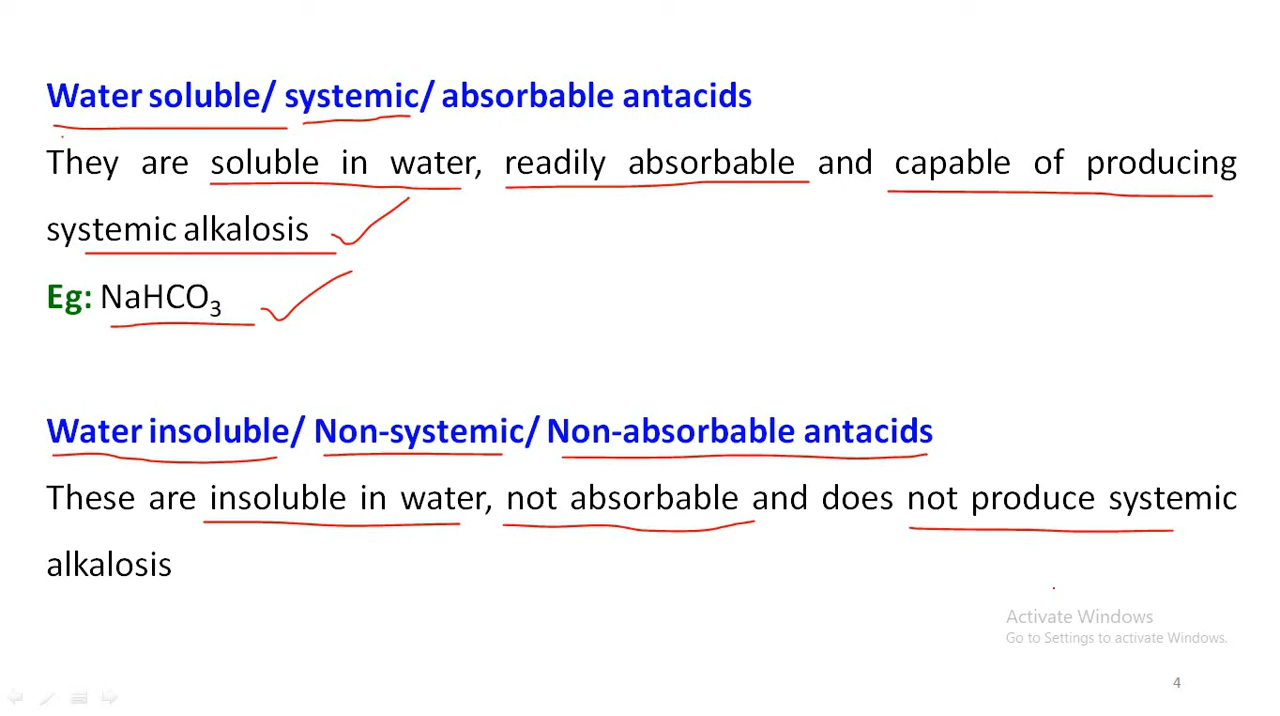 Water soluble/ systemic/ absorbable antacids
They are soluble in water, readily absorbable and capable of producing
systemic alkalosis
Eg: NaHCO₃
Water insoluble/ Non-systemic/ Non-absorbable antacids
These are insoluble in water, not absorbable and does not produce systemic
alkalosis
Activate Windows
Go to Settings to activate Windows.
4